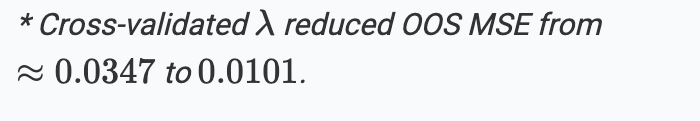 * Cross-validated λ reduced OOS MSE from
≈ 0.0347 to 0.0101.